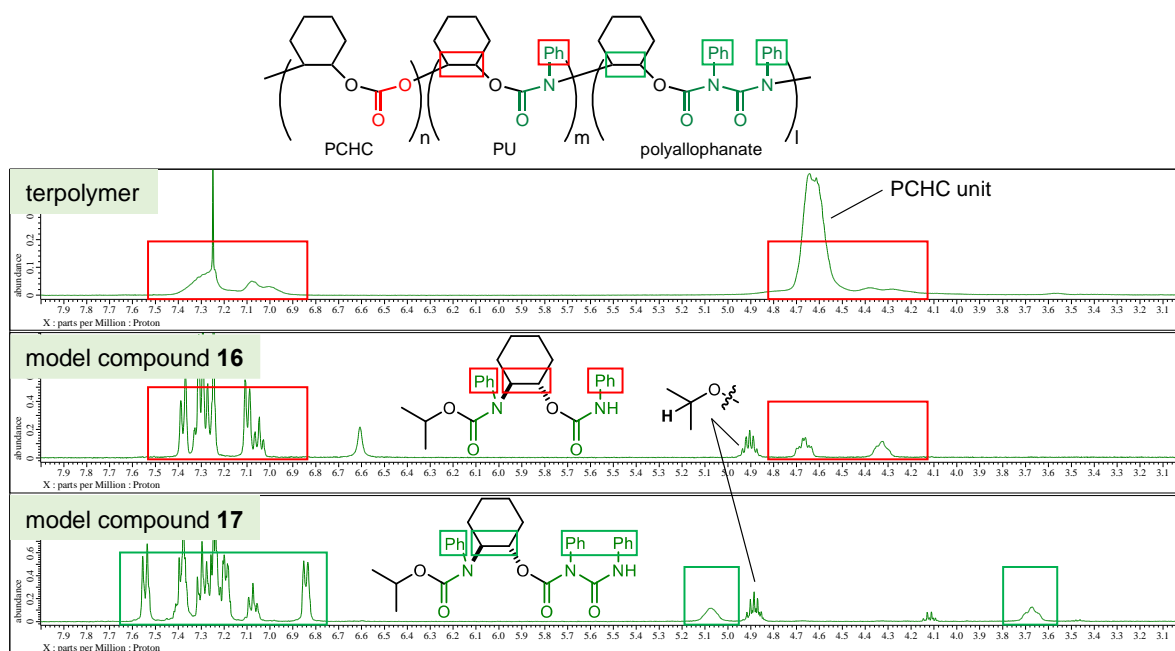 Ph Ph Ph
O O O N O N N
O O O O
n m l
PCHC PU polyallophanate
terpolymer
PCHC unit
abundance
0 0.1 0.2 0.3
7.9 7.8 7.7 7.6 7.5 7.4 7.3 7.2 7.1 7.0 6.9 6.8 6.7 6.6 6.5 6.4 6.3 6.2 6.1 6.0 5.9 5.8 5.7 5.6 5.5 5.4 5.3 5.2 5.1 5.0 4.9 4.8 4.7 4.6 4.5 4.4 4.3 4.2 4.1 4.0 3.9 3.8 3.7 3.6 3.5 3.4 3.3 3.2 3.1
X : parts per Million : Proton
model compound 16
Ph Ph
O N O NH
O O
O
H
abundance
0 0.2 0.4
7.9 7.8 7.7 7.6 7.5 7.4 7.3 7.2 7.1 7.0 6.9 6.8 6.7 6.6 6.5 6.4 6.3 6.2 6.1 6.0 5.9 5.8 5.7 5.6 5.5 5.4 5.3 5.2 5.1 5.0 4.9 4.8 4.7 4.6 4.5 4.4 4.3 4.2 4.1 4.0 3.9 3.8 3.7 3.6 3.5 3.4 3.3 3.2 3.1
X : parts per Million : Proton
model compound 17
Ph Ph Ph
O N O N NH
O O O
abundance
0 0.2 0.4 0.6
7.9 7.8 7.7 7.6 7.5 7.4 7.3 7.2 7.1 7.0 6.9 6.8 6.7 6.6 6.5 6.4 6.3 6.2 6.1 6.0 5.9 5.8 5.7 5.6 5.5 5.4 5.3 5.2 5.1 5.0 4.9 4.8 4.7 4.6 4.5 4.4 4.3 4.2 4.1 4.0 3.9 3.8 3.7 3.6 3.5 3.4 3.3 3.2 3.1
X : parts per Million : Proton